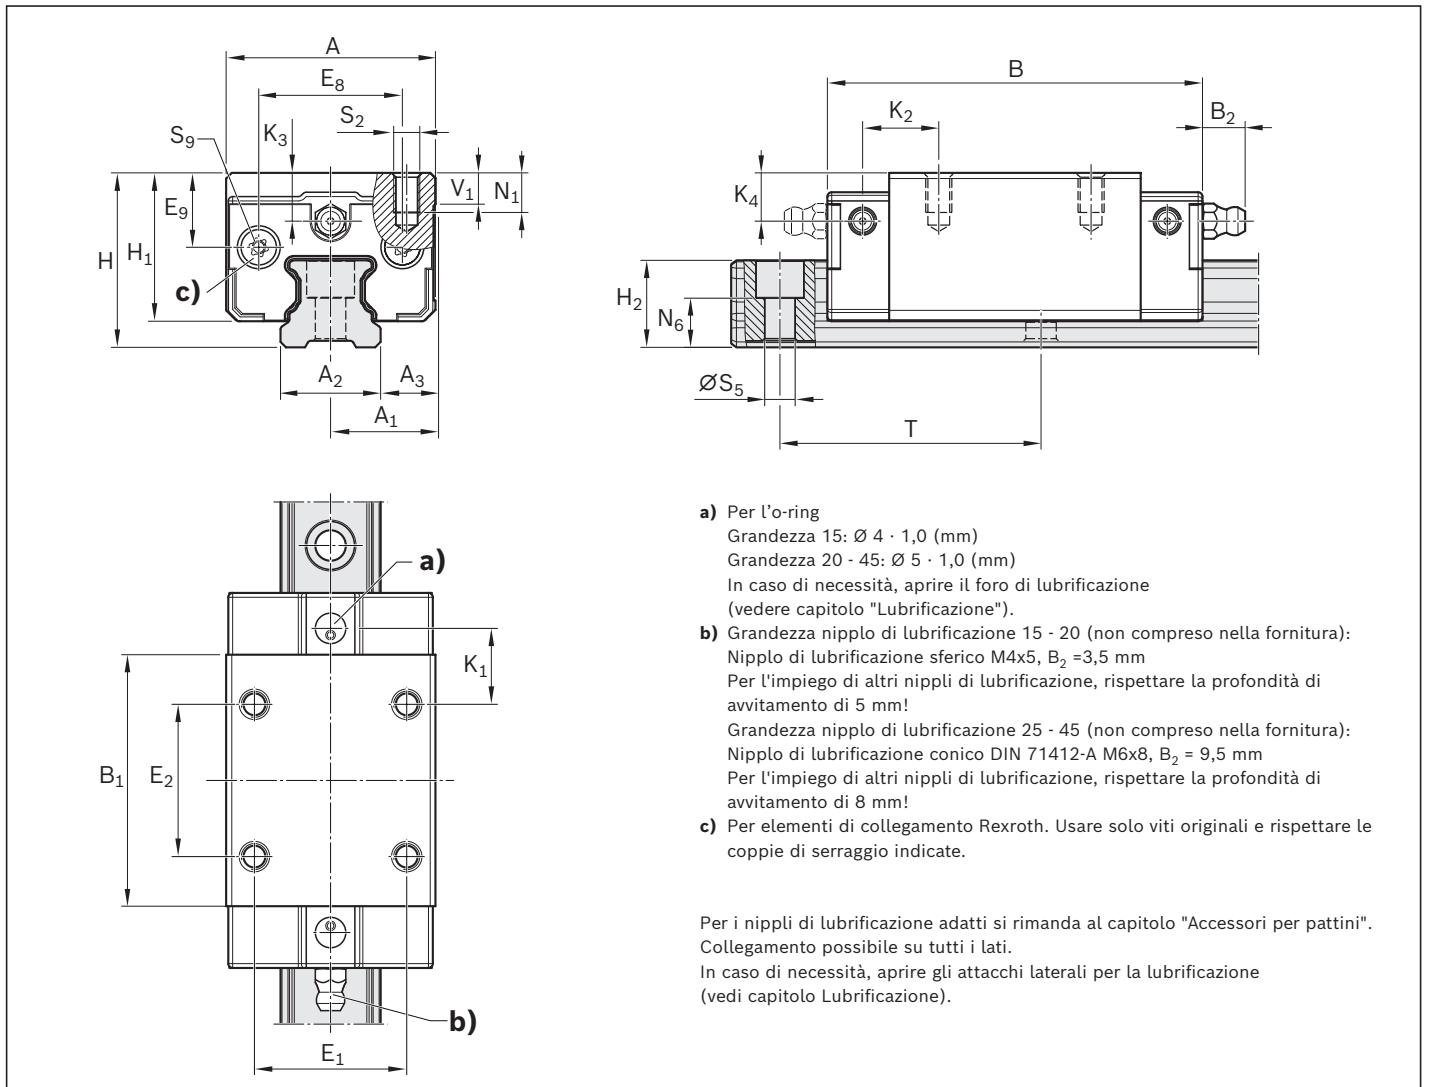 A
E8
S2
K3
S9
V1
N1
E9
H
H1
c)
A2
A3
A1
B
K2
B2
K4
H2
N6
ØS5
T
a)
K1
B1
E2
b)
E1
a) Per l'o-ring
Grandezza 15: Ø 4 · 1,0 (mm)
Grandezza 20 - 45: Ø 5 · 1,0 (mm)
In caso di necessità, aprire il foro di lubrificazione
(vedere capitolo "Lubrificazione").
b) Grandezza nipplo di lubrificazione 15 - 20 (non compreso nella fornitura):
Nipplo di lubrificazione sferico M4x5, B2 =3,5 mm
Per l'impiego di altri nippli di lubrificazione, rispettare la profondità di
avvitamento di 5 mm!
Grandezza nipplo di lubrificazione 25 - 45 (non compreso nella fornitura):
Nipplo di lubrificazione conico DIN 71412-A M6x8, B2 = 9,5 mm
Per l'impiego di altri nippli di lubrificazione, rispettare la profondità di
avvitamento di 8 mm!
c) Per elementi di collegamento Rexroth. Usare solo viti originali e rispettare le
coppie di serraggio indicate.
Per i nippli di lubrificazione adatti si rimanda al capitolo "Accessori per pattini".
Collegamento possibile su tutti i lati.
In caso di necessità, aprire gli attacchi laterali per la lubrificazione
(vedi capitolo Lubrificazione).